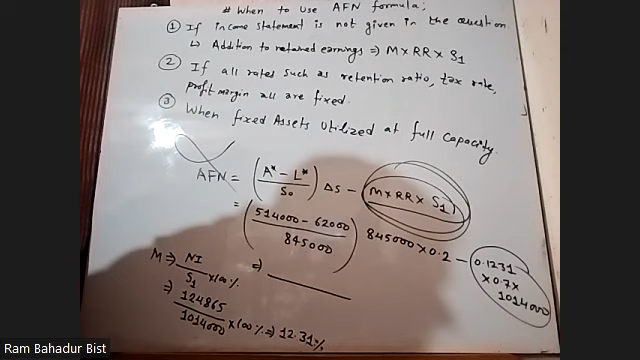 # When to use AFN formula;
① If income statement is not given in the question
↳ Addition to retained earnings ⇒ M×RR×S₁
② If all rates such as retention ratio, tax rate,
profit margin all are fixed.
③ When fixed Assets utilized at full capacity.
AFN = (A* - L* / S₀) ΔS - (M×RR×S₁)
= (514000 - 62000 / 845000) 845000×0.2 - 0.1231 ×0.7× 1014000
M ⇒ NI / S₁ ×100% ⇒
⇒ 124865 / 1014000 ×100% ⇒ 12.31%
Ram Bahadur Bist